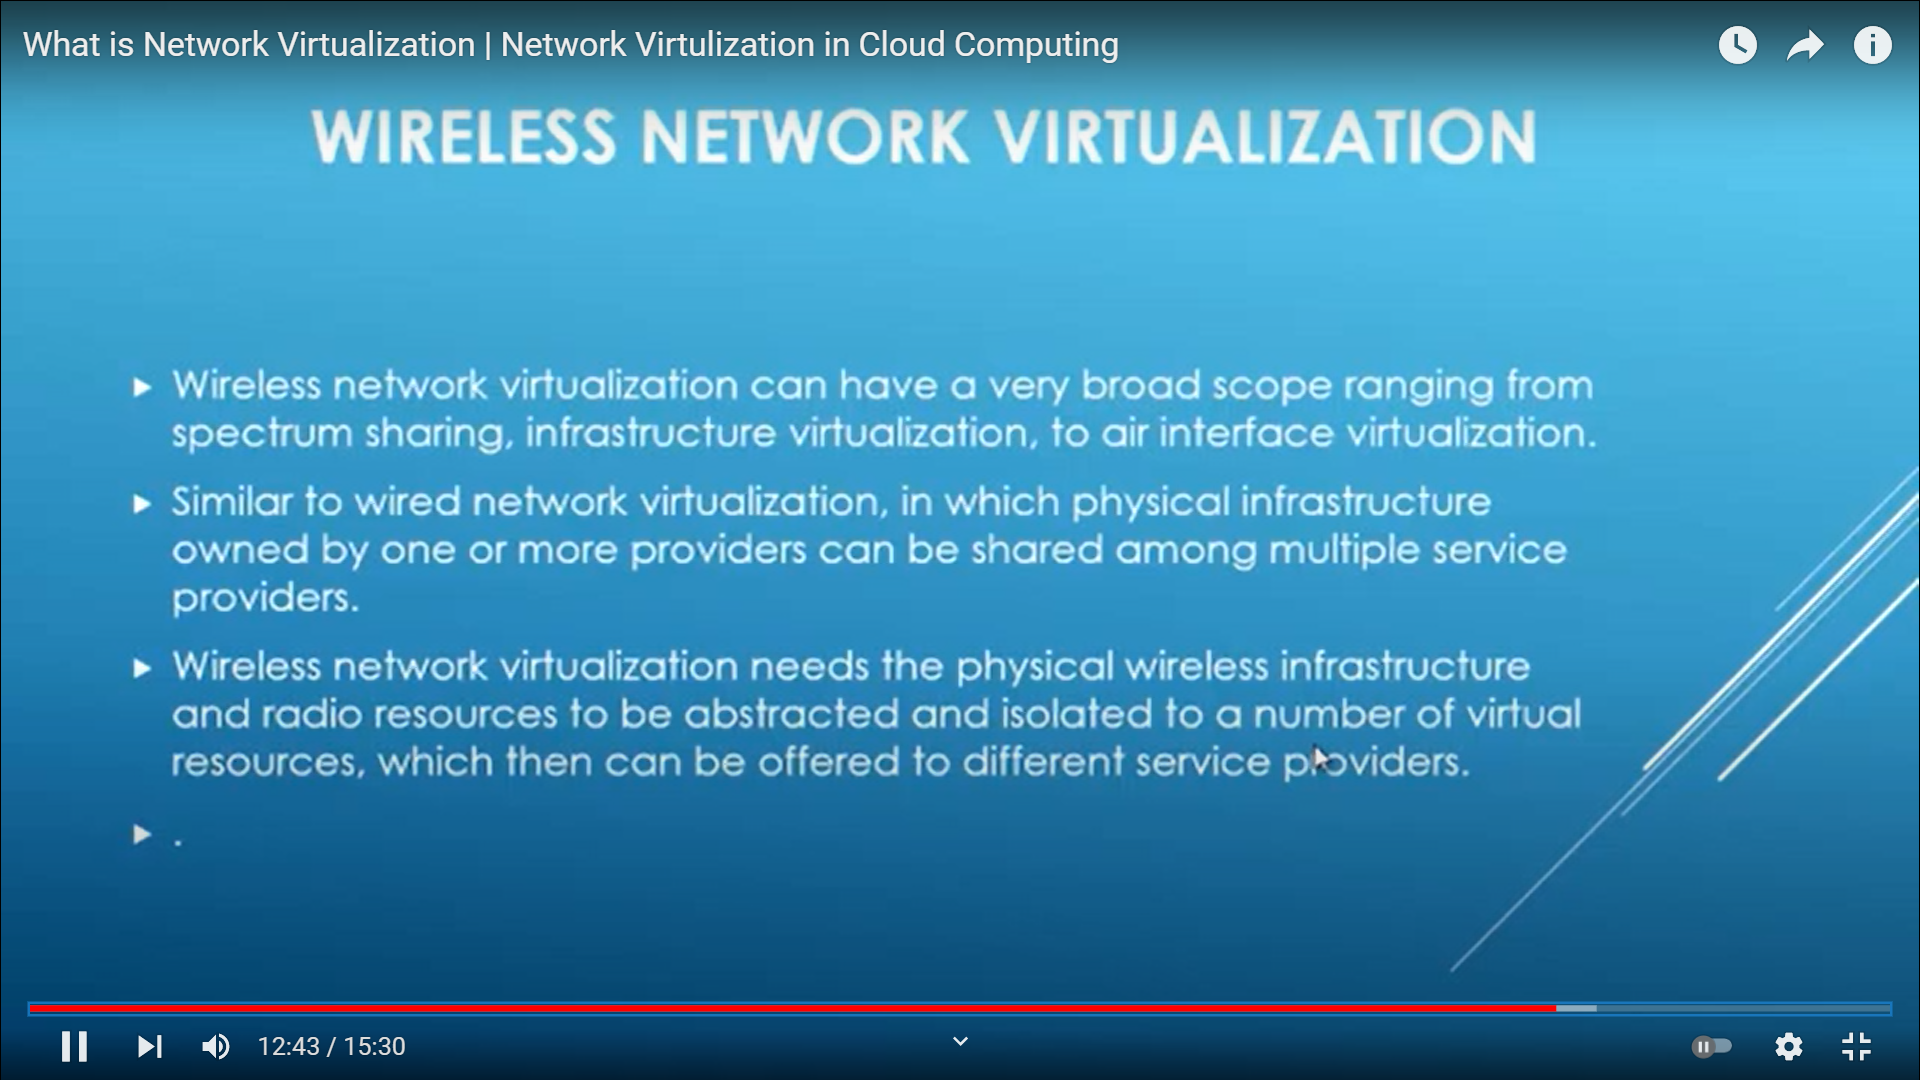 What is Network Virtualization | Network Virtulization in Cloud Computing
WIRELESS NETWORK VIRTUALIZATION
Wireless network virtualization can have a very broad scope ranging from
spectrum sharing, infrastructure virtualization, to air interface virtualization.
Similar to wired network virtualization, in which physical infrastructure
owned by one or more providers can be shared among multiple service
providers.
Wireless network virtualization needs the physical wireless infrastructure
and radio resources to be abstracted and isolated to a number of virtual
resources, which then can be offered to different service providers.
.
12:43 / 15:30